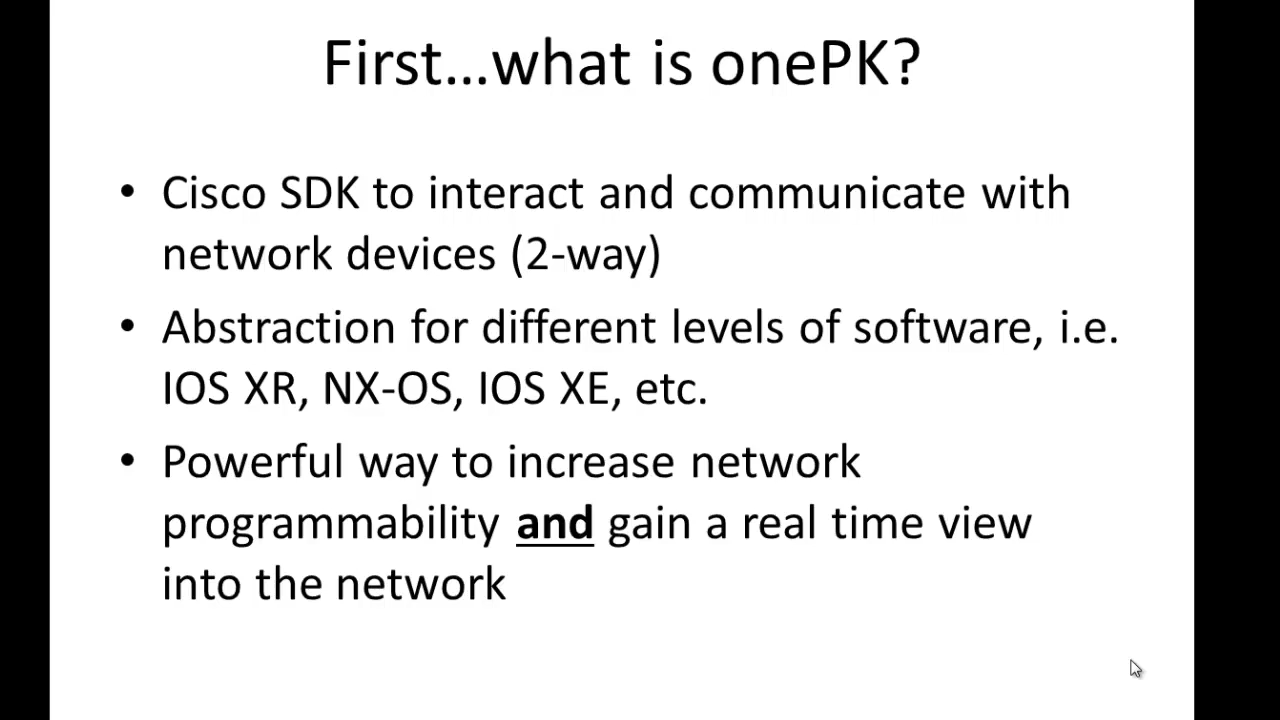 First...what is onePK?
• Cisco SDK to interact and communicate with
network devices (2-way)
• Abstraction for different levels of software, i.e.
IOS XR, NX-OS, IOS XE, etc.
• Powerful way to increase network
programmability and gain a real time view
into the network